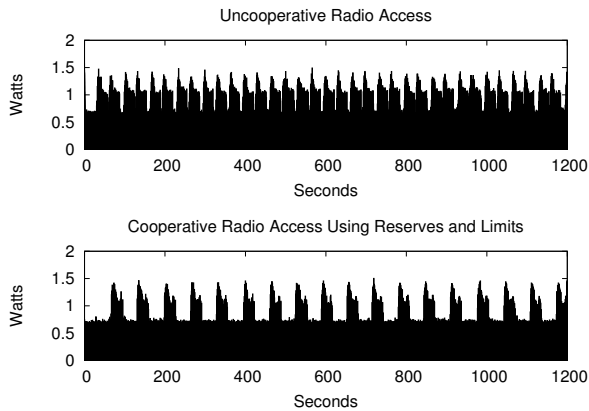 Uncooperative Radio Access
2
1.5
1
0.5
0
Watts
0 200 400 600 800 1000 1200
Seconds
Cooperative Radio Access Using Reserves and Limits
2
1.5
1
0.5
0
Watts
0 200 400 600 800 1000 1200
Seconds